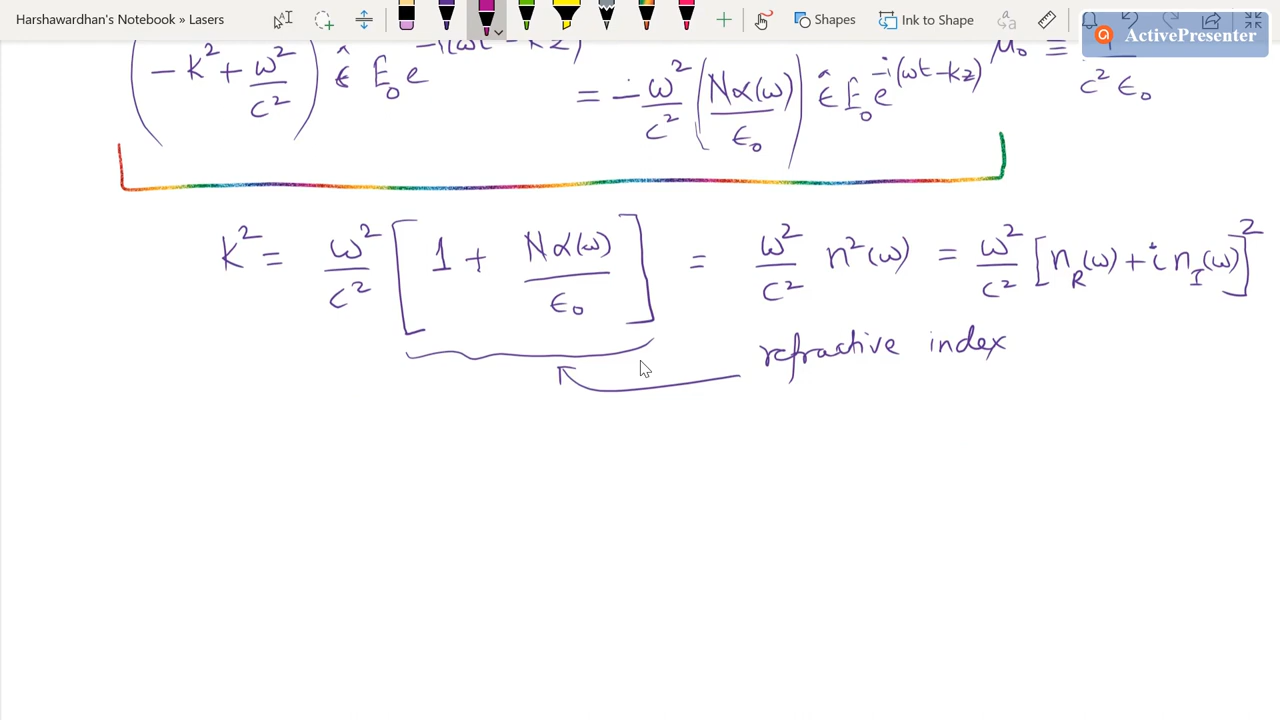 Harshawardhan's Notebook » Lasers
Shapes
Ink to Shape
ActivePresenter
(-k² + ω²/c²) ε̂ E₀ e^{-i(ωt - kz)} = -ω²/c² (Nα(ω)/ϵ₀) ε̂ E₀ e^{-i(ωt-kz)} μ₀ = 1/(c² ϵ₀)
k² = ω²/c² [1 + Nα(ω)/ϵ₀] = ω²/c² n²(ω) = ω²/c² [n_R(ω) + i n_I(ω)]²
refractive index